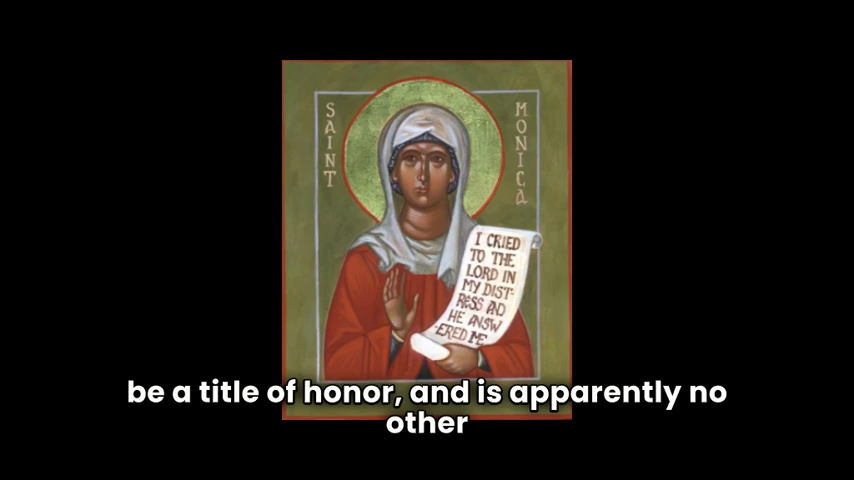 SAINT
MONICA
I CRIED
TO THE
LORD IN
MY DIST-
RESS AND
HE ANSW
-ERED ME
be a title of honor, and is apparently no
other